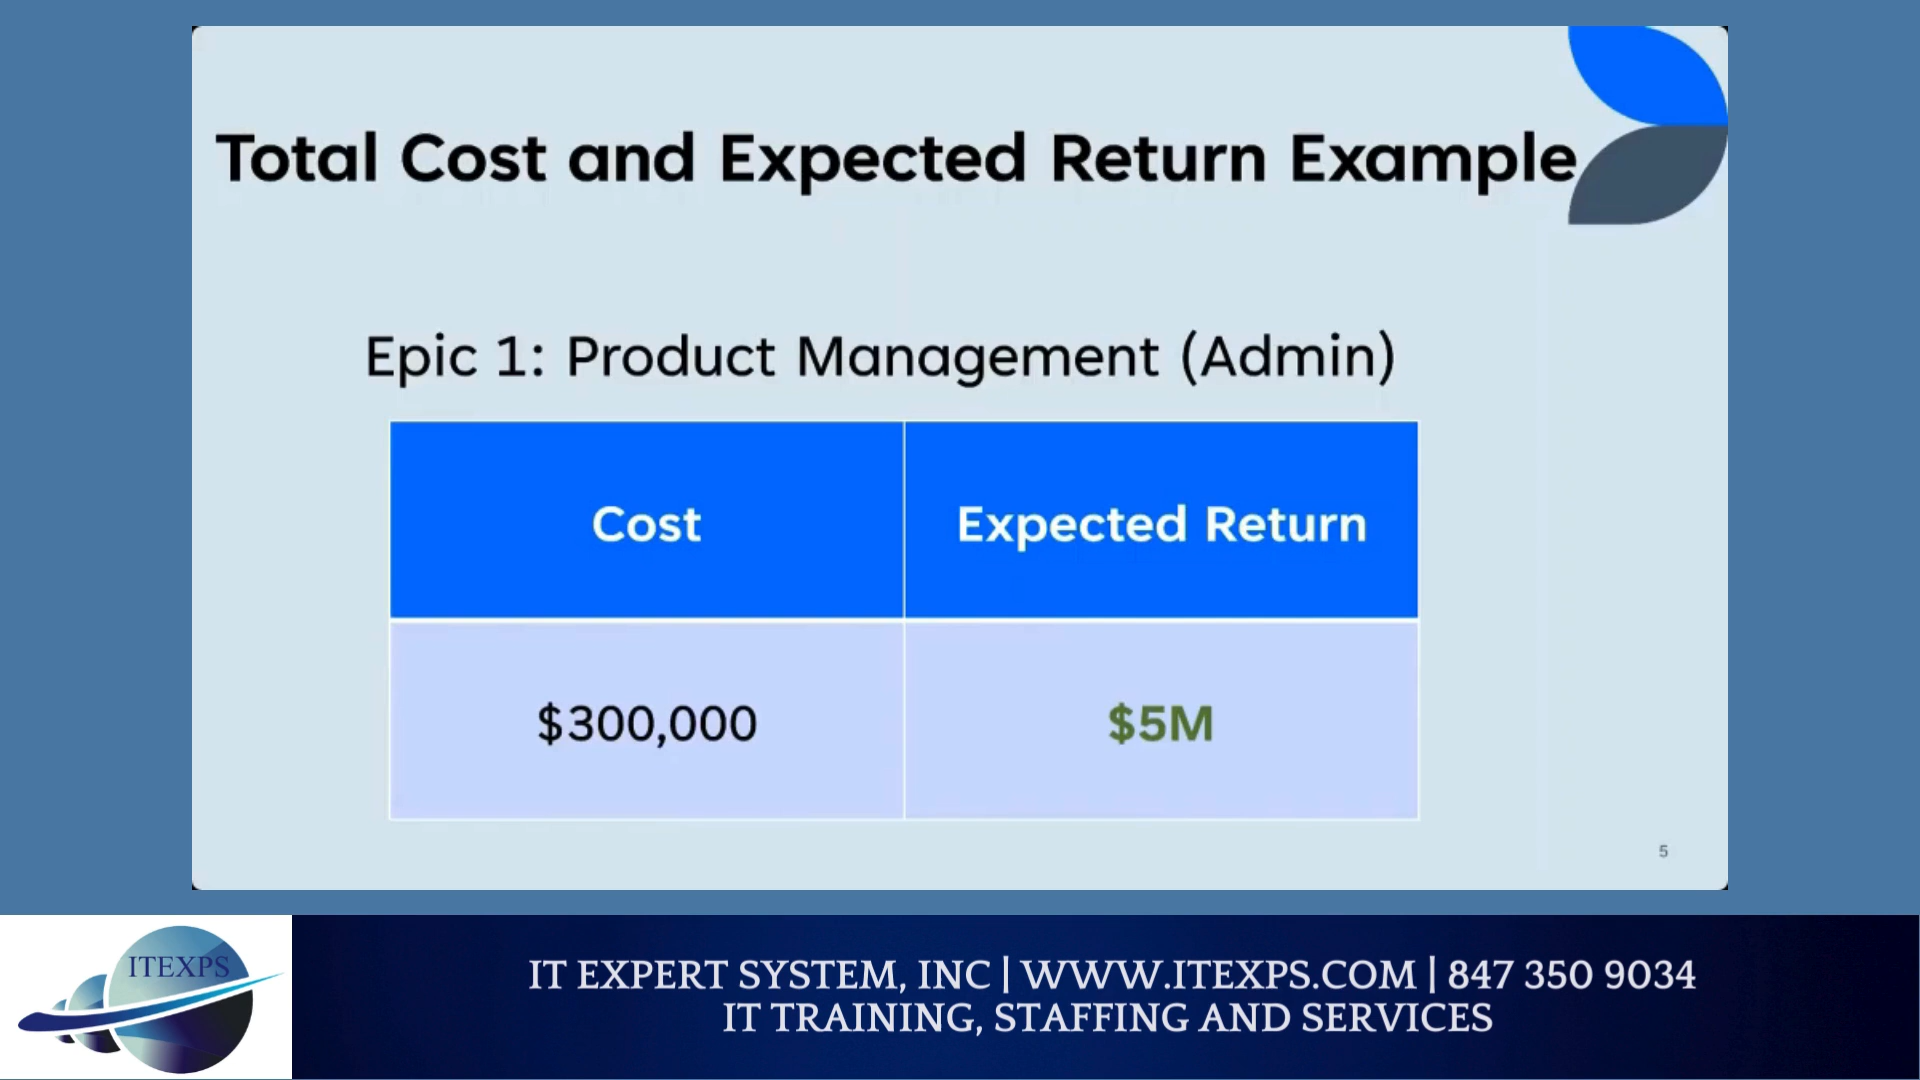 Total Cost and Expected Return Example
Epic 1: Product Management (Admin)
Cost
Expected Return
$300,000
$5M
5
ITEXPS
IT EXPERT SYSTEM, INC | WWW.ITEXPS.COM | 847 350 9034
IT TRAINING, STAFFING AND SERVICES